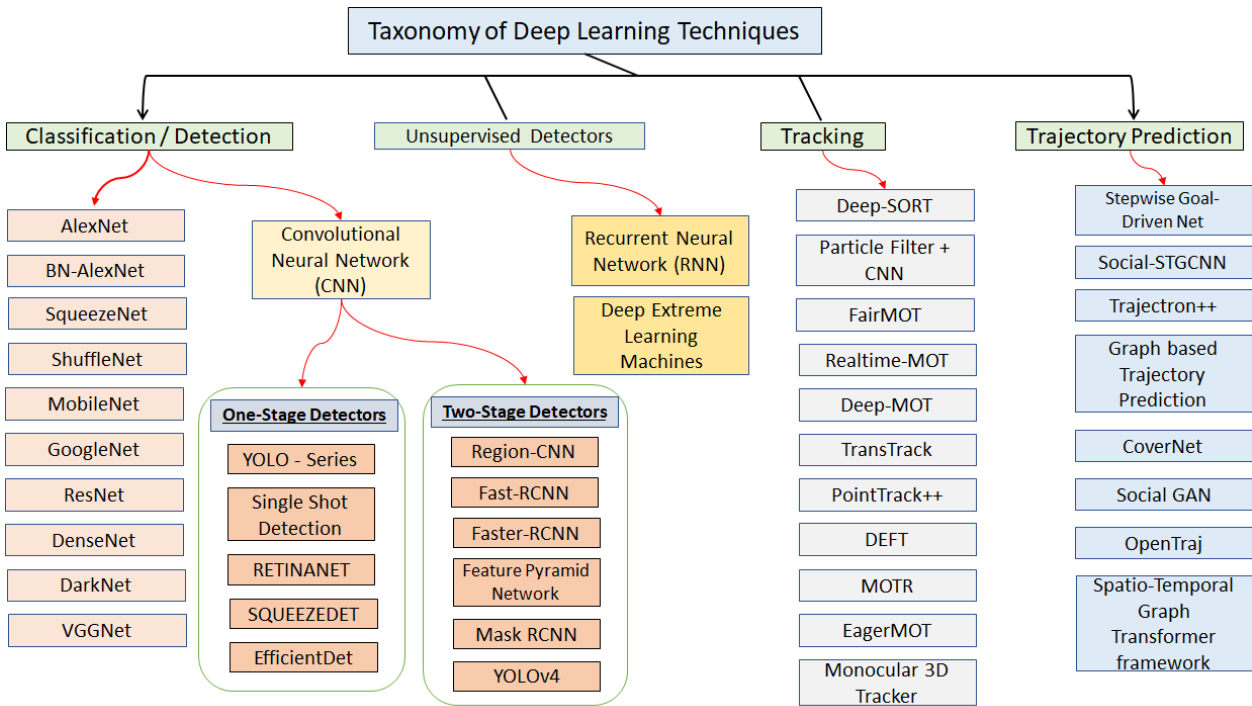 Taxonomy of Deep Learning Techniques
Classification / Detection
Unsupervised Detectors
Tracking
Trajectory Prediction
AlexNet
BN-AlexNet
SqueezeNet
ShuffleNet
MobileNet
GoogleNet
ResNet
DenseNet
DarkNet
VGGNet
Convolutional
Neural Network
(CNN)
One-Stage Detectors
YOLO - Series
Single Shot
Detection
RETINANET
SQUEEZEDET
EfficientDet
Two-Stage Detectors
Region-CNN
Fast-RCNN
Faster-RCNN
Feature Pyramid
Network
Mask RCNN
YOLOv4
Recurrent Neural
Network (RNN)
Deep Extreme
Learning
Machines
Deep-SORT
Particle Filter +
CNN
FairMOT
Realtime-MOT
Deep-MOT
TransTrack
PointTrack++
DEFT
MOTR
EagerMOT
Monocular 3D
Tracker
Stepwise Goal-
Driven Net
Social-STGCNN
Trajectron++
Graph based
Trajectory
Prediction
CoverNet
Social GAN
OpenTraj
Spatio-Temporal
Graph
Transformer
framework